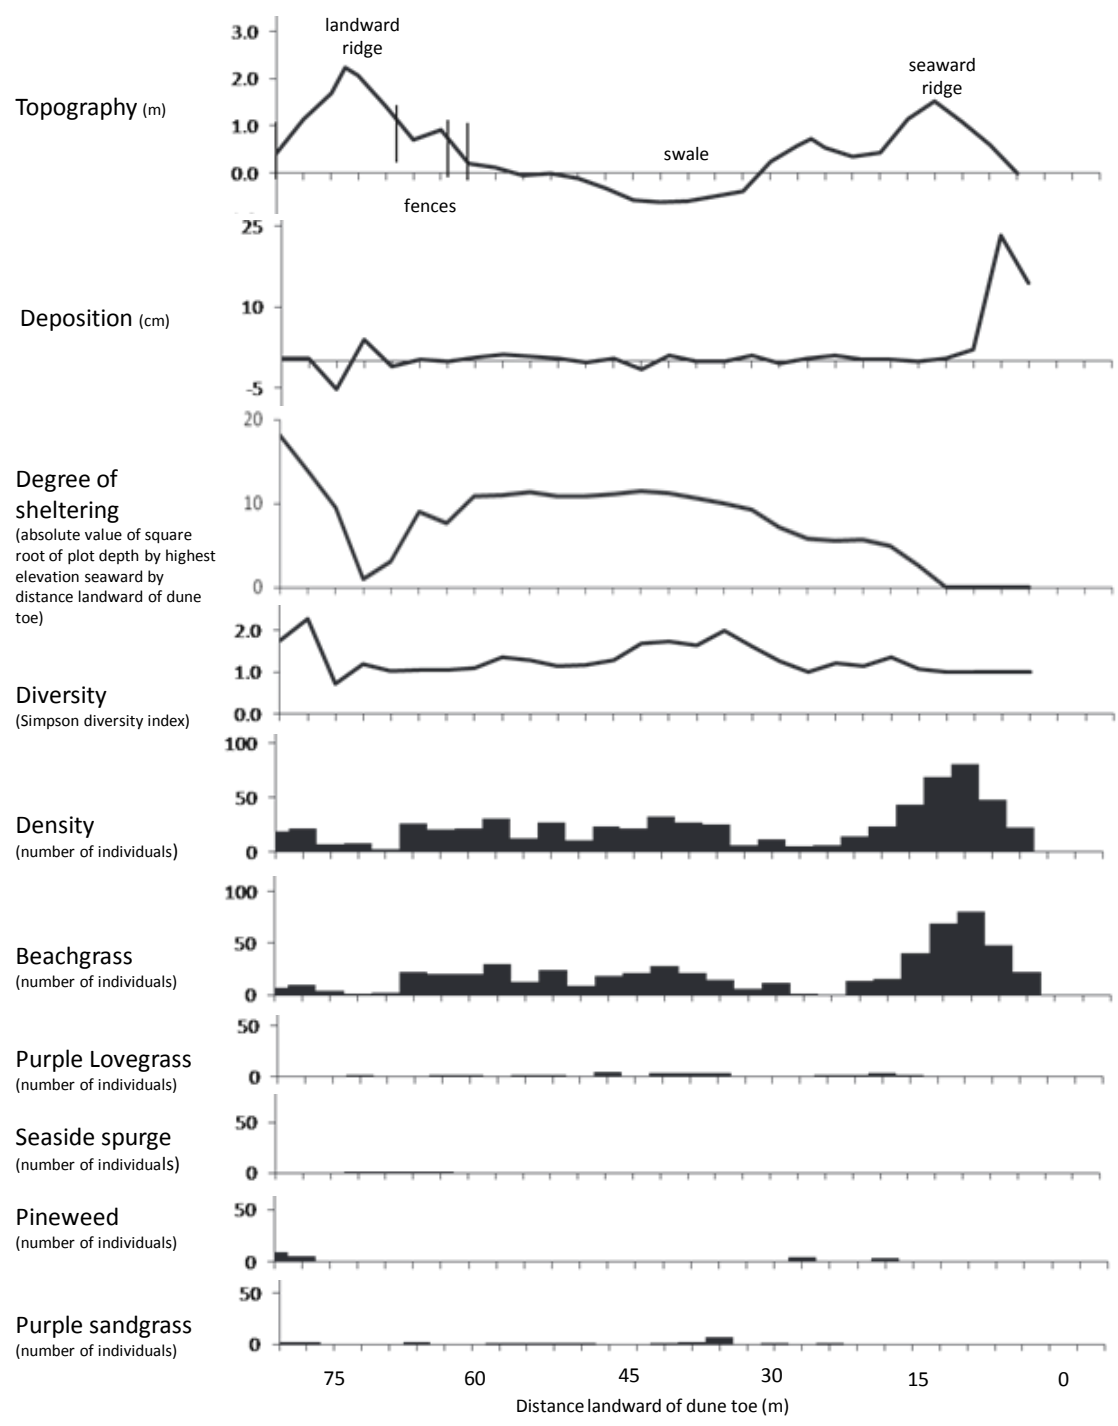 landward
ridge
3.0
seaward
ridge
2.0
Topography (m)
1.0
swale
0.0
fences
25
10
Deposition (cm)
-5
20
Degree of
sheltering
10
(absolute value of square
root of plot depth by highest
elevation seaward by
distance landward of dune
toe)
0
2.0
1.0
Diversity
(Simpson diversity index)
0.0
100
50
Density
(number of individuals)
0
100
50
Beachgrass
(number of individuals)
0
50
Purple Lovegrass
(number of individuals)
0
50
Seaside spurge
(number of individuals)
0
50
Pineweed
(number of individuals)
0
50
Purple sandgrass
(number of individuals)
0
75 60 45 30 15 0
Distance landward of dune toe (m)